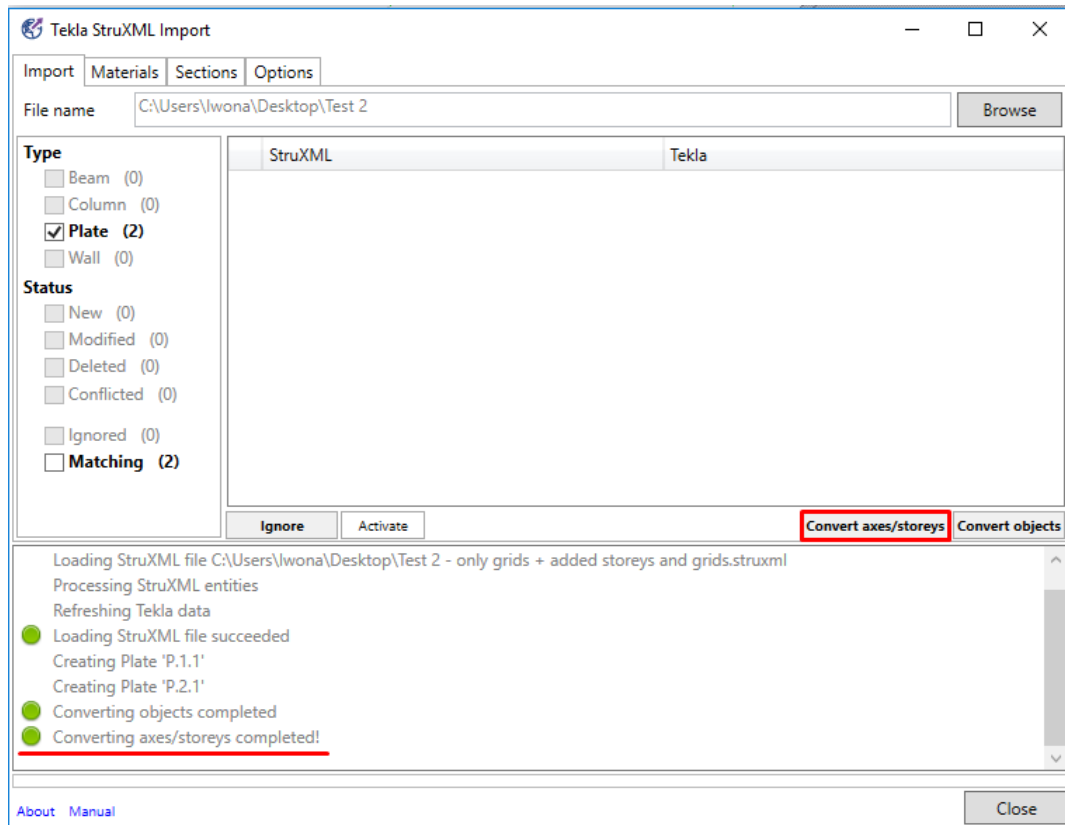 Tekla StruXML Import
Import Materials Sections Options
File name C:\Users\Iwona\Desktop\Test 2 Browse
Type
StruXML Tekla
Beam (0)
Column (0)
Plate (2)
Wall (0)
Status
New (0)
Modified (0)
Deleted (0)
Conflicted (0)
Ignored (0)
Matching (2)
Ignore Activate Convert axes/storeys Convert objects
Loading StruXML file C:\Users\Iwona\Desktop\Test 2 - only grids + added storeys and grids.struxml
Processing StruXML entities
Refreshing Tekla data
Loading StruXML file succeeded
Creating Plate 'P.1.1'
Creating Plate 'P.2.1'
Converting objects completed
Converting axes/storeys completed!
About Manual Close